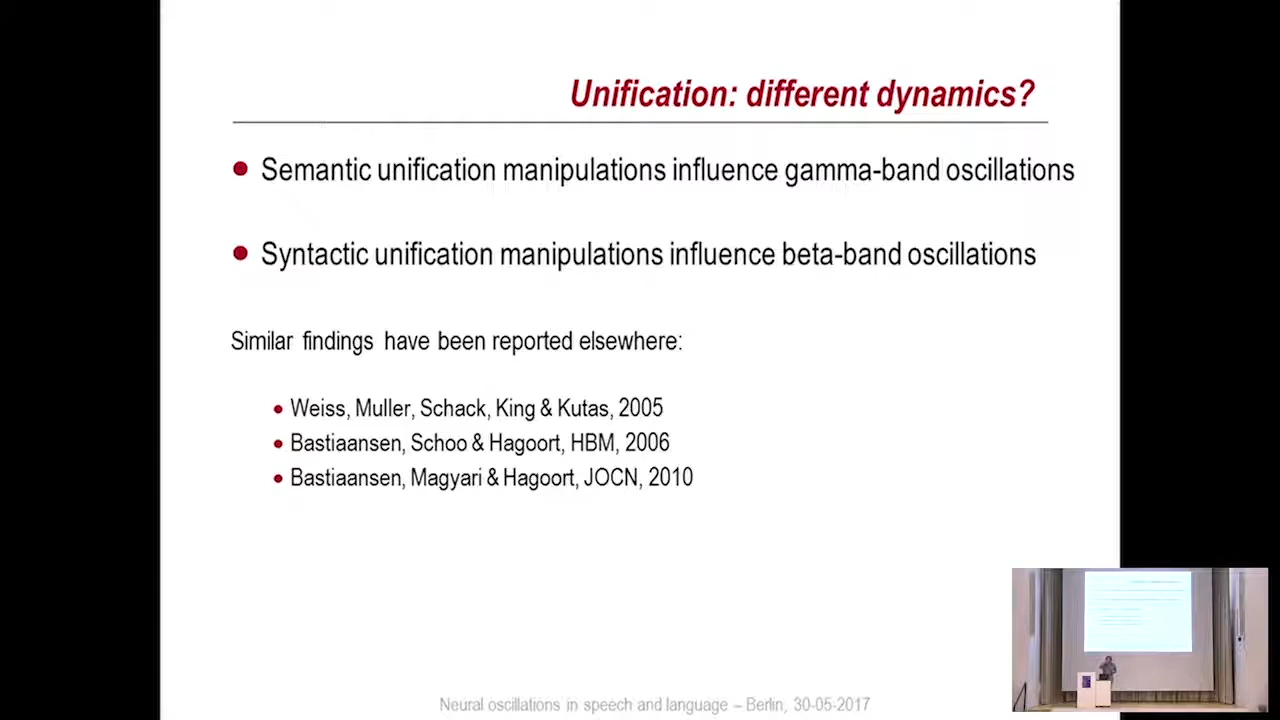 Unification: different dynamics?
Semantic unification manipulations influence gamma-band oscillations
Syntactic unification manipulations influence beta-band oscillations
Similar findings have been reported elsewhere:
Weiss, Muller, Schack, King & Kutas, 2005
Bastiaansen, Schoo & Hagoort, HBM, 2006
Bastiaansen, Magyari & Hagoort, JOCN, 2010
Neural oscillations in speech and language – Berlin, 30-05-2017